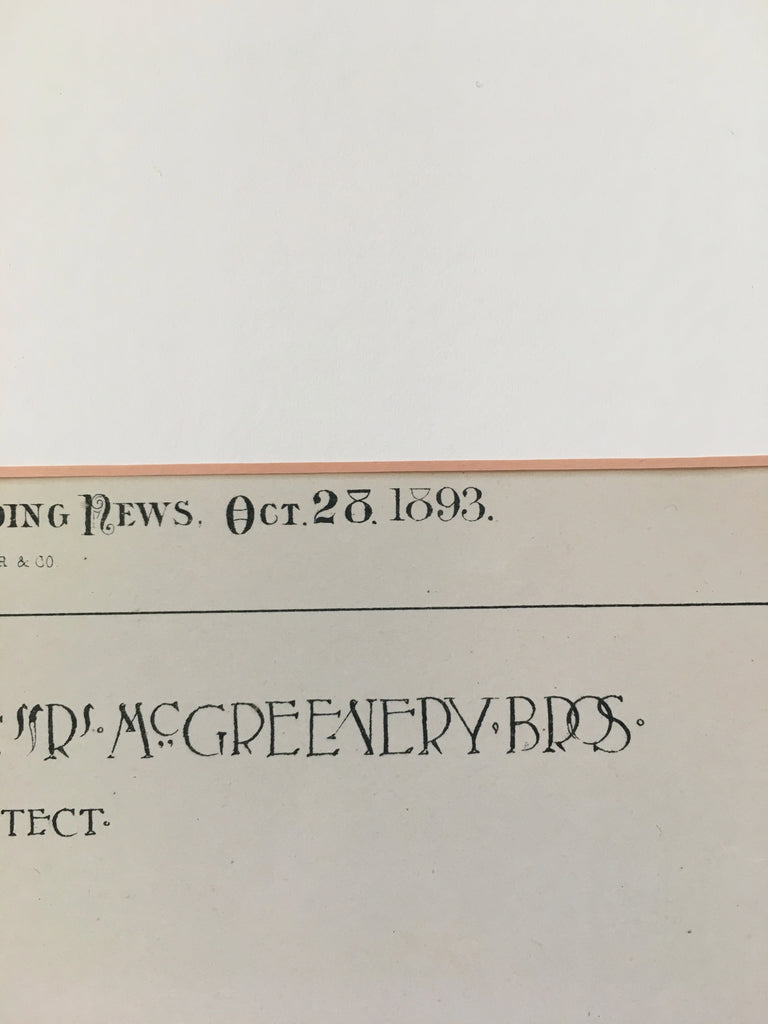 DING NEWS. OCT. 28. 1893.
R & CO.
McGREENERY · BROS ·
TECT ·